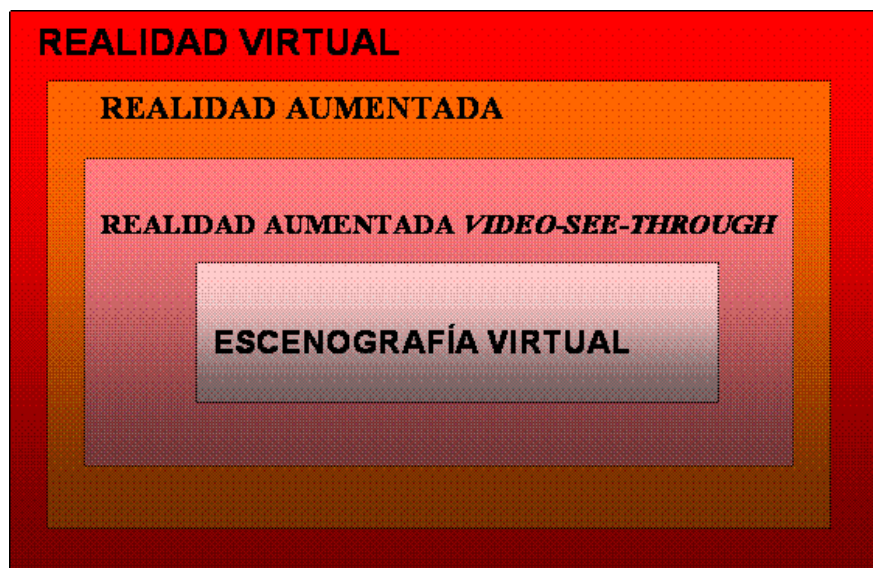 REALIDAD VIRTUAL
REALIDAD AUMENTADA
REALIDAD AUMENTADA VIDEO-SEE-THROUGH
ESCENOGRAFÍA VIRTUAL